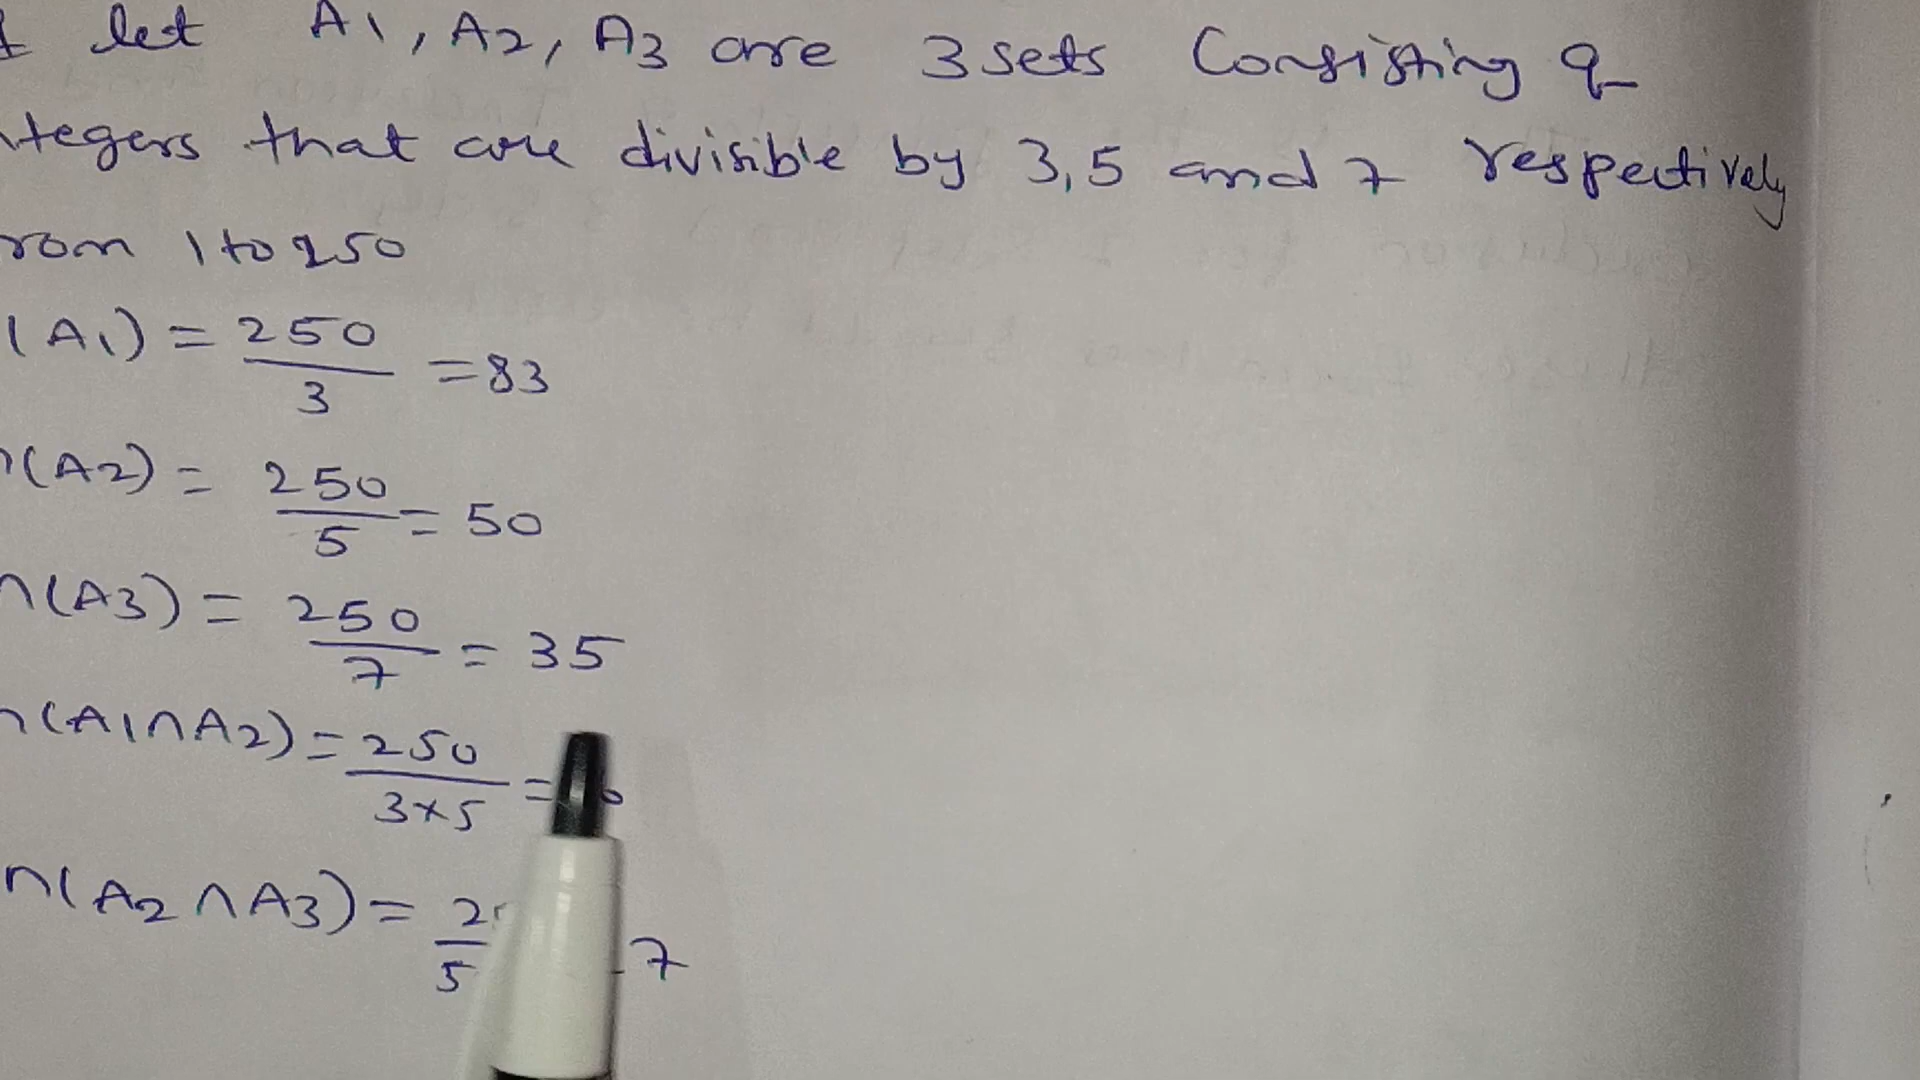 let A1, A2, A3 are 3 sets Consisting of
ntegers that are divisible by 3,5 and 7 respectively
rom 1 to 250
(A1) = 250/3 = 83
n(A2) = 250/5 = 50
n(A3) = 250/7 = 35
n(A1∩A2) = 250/3×5 =
n(A2∩A3) = 2 /5 = 7